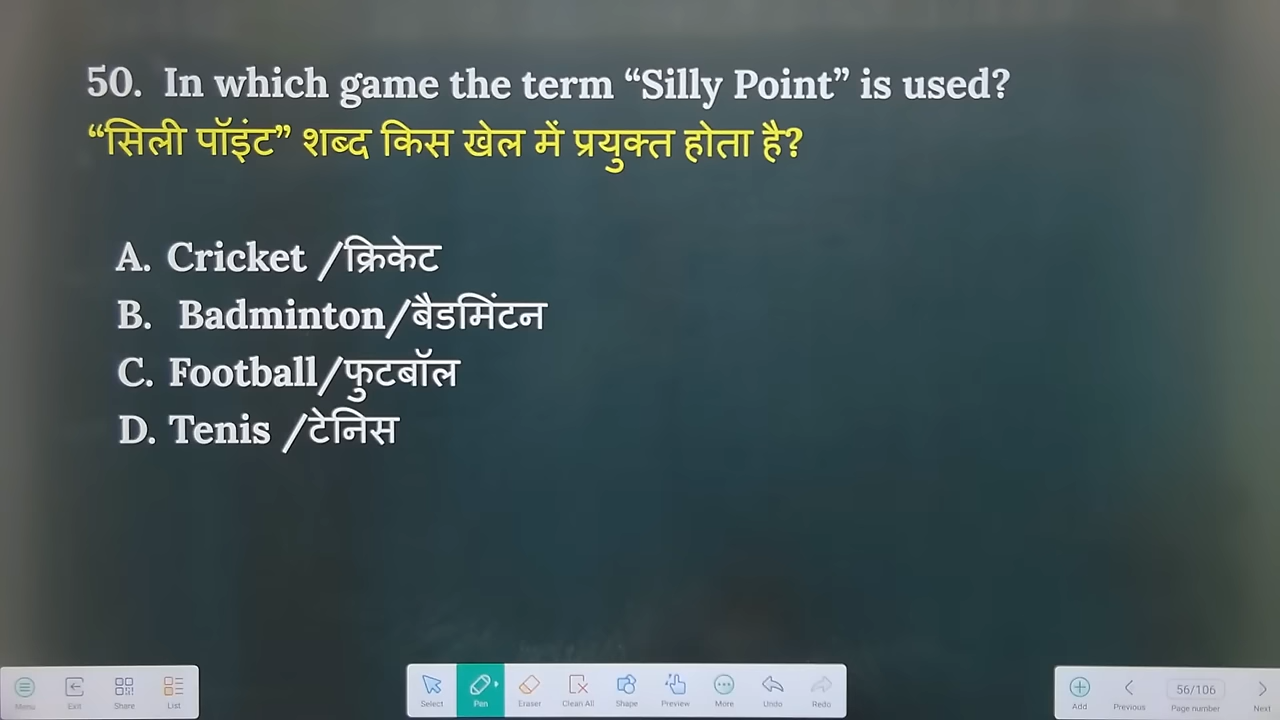 50. In which game the term “Silly Point” is used?
“सिली पॉइंट” शब्द किस खेल में प्रयुक्त होता है?
A. Cricket /क्रिकेट
B. Badminton/बैडमिंटन
C. Football/फुटबॉल
D. Tenis /टेनिस
Menu Exit Share List Select Pen Eraser Clean All Shape Preview More Undo Redo Add Previous 56/106 Page number Next